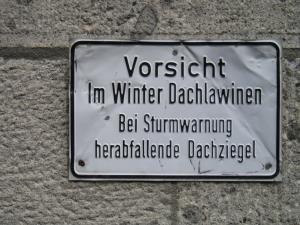 Vorsicht
Im Winter Dachlawinen
Bei Sturmwarnung
herabfallende Dachziegel